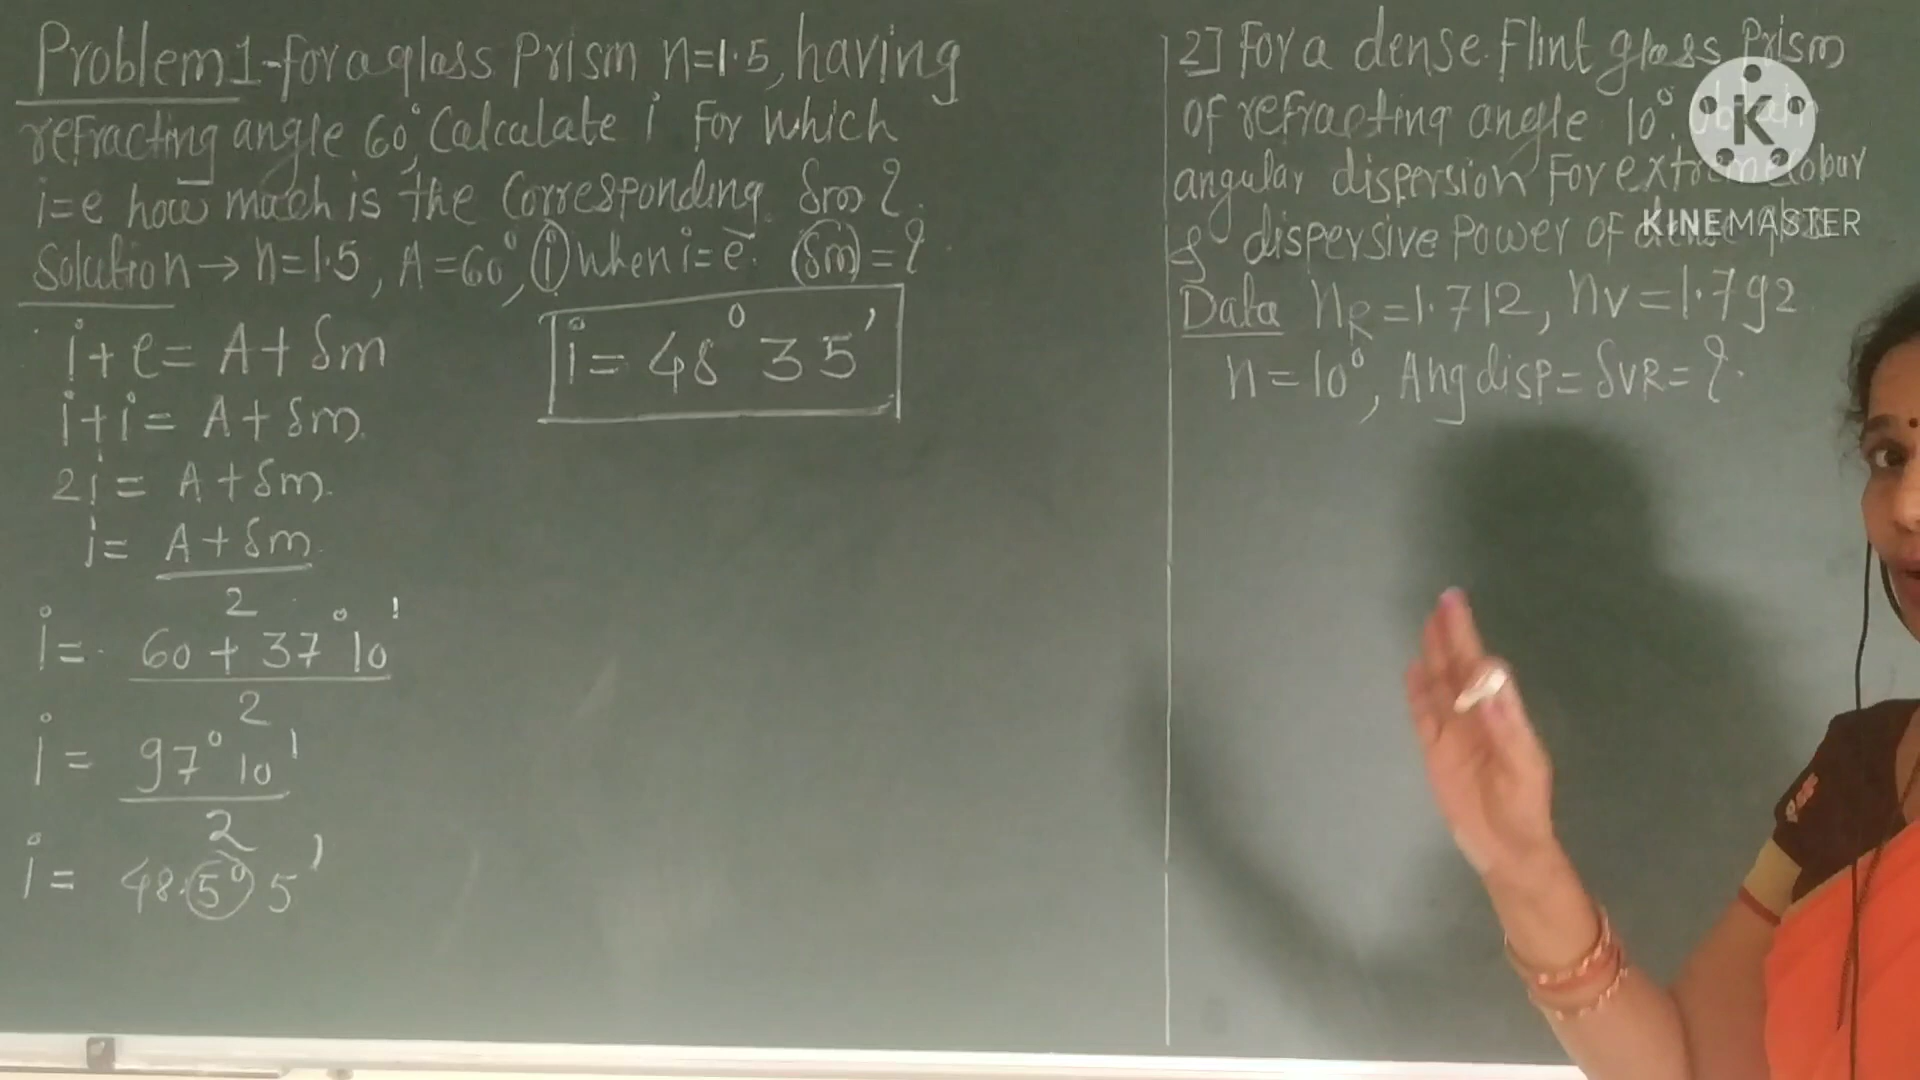 Problem 1-for a glass Prism n=1.5, having
refracting angle 60°, Calculate i For which
i=e how much is the Corresponding δm ?
Solution → n=1.5, A=60°, i when i=e. δm = ?
i+e= A+δm
i+i= A+δm.
2i= A+δm.
i= A+δm
2
i= 60 + 37° 10'
2
i = 97° 10'
2
i = 48.5° 5'
i = 48° 35'
2] For a dense Flint glass Prism
of refracting angle 10°.
angular dispersion For extreme colour
& dispersive Power of dense
Data nR=1.712, nV=1.792
n=10°, Ang disp= δVR=?
K
KINEMASTER